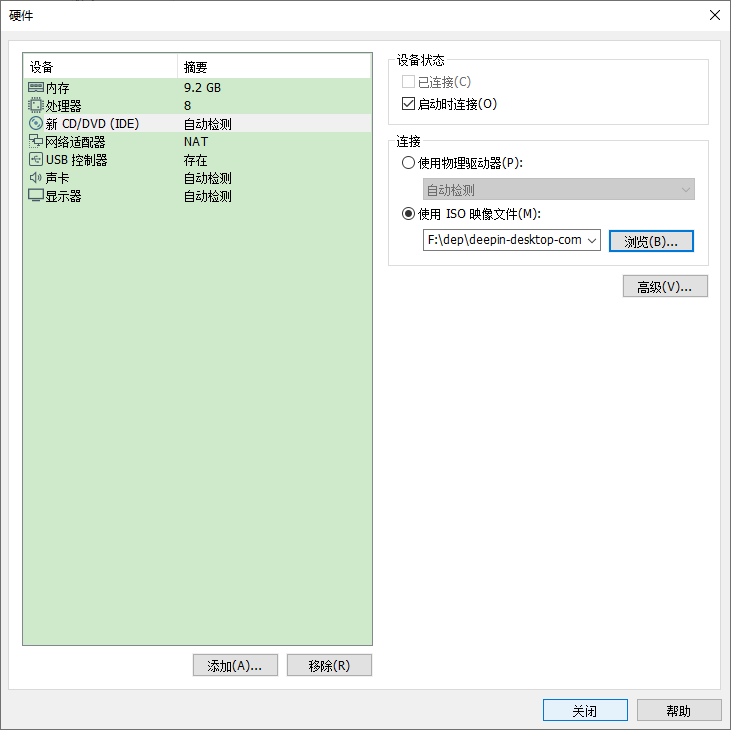 硬件
设备 摘要
内存 9.2 GB
处理器 8
新 CD/DVD (IDE) 自动检测
网络适配器 NAT
USB 控制器 存在
声卡 自动检测
显示器 自动检测
添加(A)... 移除(R)
设备状态
已连接(C)
启动时连接(O)
连接
使用物理驱动器(P):
自动检测
使用 ISO 映像文件(M):
F:\dep\deepin-desktop-com 浏览(B)...
高级(V)...
关闭 帮助